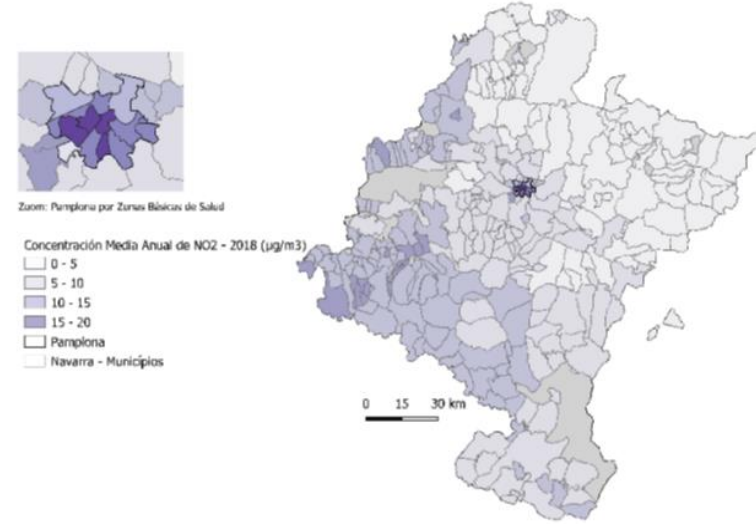 Zoom: Pamplona por Zonas Básicas de Salud
Concentración Media Anual de NO2 - 2018 (µg/m3)
0 - 5
5 - 10
10 - 15
15 - 20
Pamplona
Navarra - Municípios
0 15 30 km